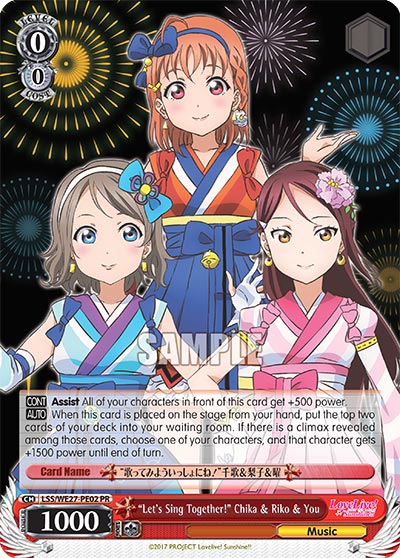 LEVEL
0
0
COST
SAMPLE
CONT Assist All of your characters in front of this card get +500 power.
AUTO When this card is placed on the stage from your hand, put the top two
cards of your deck into your waiting room. If there is a climax revealed
among those cards, choose one of your characters, and that character gets
+1500 power until end of turn.
Card Name "歌ってみよういっしょにね!"千歌&梨子&曜
CH LSS/WE27-PE02 PR
1000
"Let's Sing Together!" Chika & Riko & You
LoveLive!
Sunshine!!
Music
©2017 PROJECT Lovelive! Sunshine!!